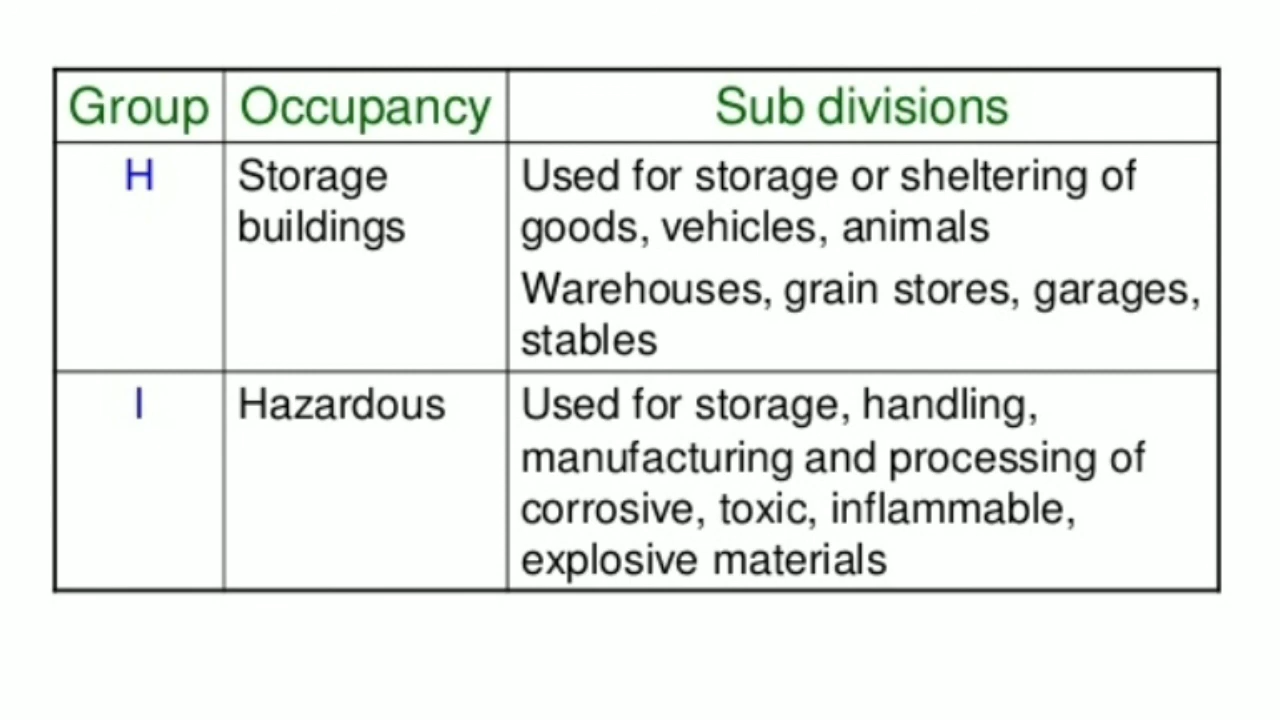 Group Occupancy Sub divisions
H Storage buildings Used for storage or sheltering of
goods, vehicles, animals
Warehouses, grain stores, garages,
stables
I Hazardous Used for storage, handling,
manufacturing and processing of
corrosive, toxic, inflammable,
explosive materials